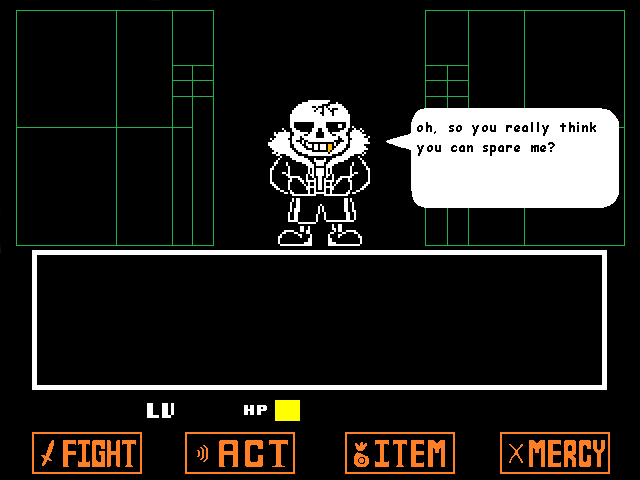 oh, so you really think
you can spare me?
LV HP
FIGHT ACT ITEM MERCY